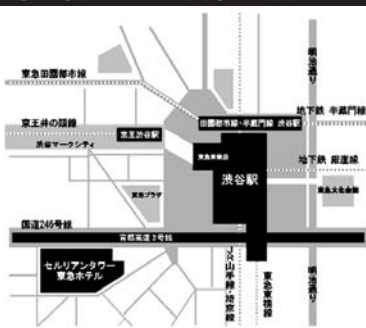 東急田園都市線
明治通り
地下鉄 半蔵門線
田園都市線・半蔵門線 渋谷駅
京王井の頭線
京王渋谷駅
渋谷マークシティ
東急東横店
地下鉄 銀座線
渋谷駅
東急プラザ
東急文化会館
国道246号線
首都高速3号線
セルリアンタワー
東急ホテル
JR山手線・埼京線
東急東横線
明治通り